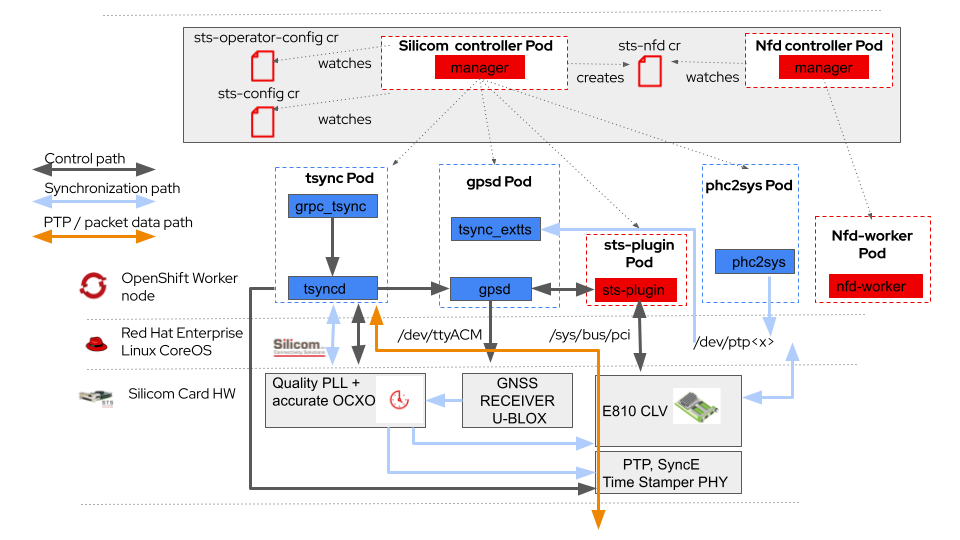 sts-operator-config cr
watches
sts-config cr
watches
Silicom controller Pod
manager
creates
sts-nfd cr
watches
Nfd controller Pod
manager
Control path
Synchronization path
PTP / packet data path
tsync Pod
grpc_tsync
tsyncd
gpsd Pod
tsync_extts
gpsd
sts-plugin
Pod
sts-plugin
phc2sys Pod
phc2sys
Nfd-worker
Pod
nfd-worker
OpenShift Worker
node
Red Hat Enterprise
Linux CoreOS
Silicom
Connectivity Solutions
/dev/ttyACM
/sys/bus/pci
/dev/ptp<x>
Silicom Card HW
STS
Quality PLL +
accurate OCXO
GNSS
RECEIVER
U-BLOX
E810 CLV
PTP, SyncE
Time Stamper PHY